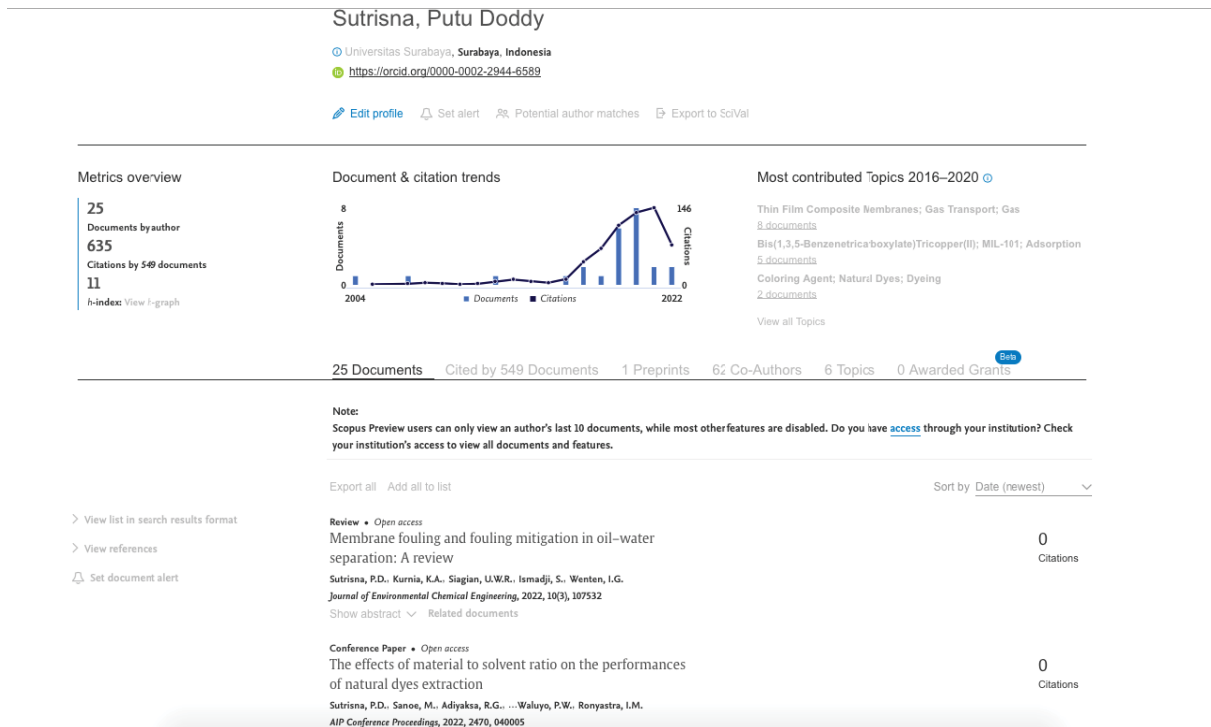 Sutrisna, Putu Doddy
Universitas Surabaya, Surabaya, Indonesia
iD https://orcid.org/0000-0002-2944-6589
Edit profile Set alert Potential author matches Export to SciVal
Metrics overview
25
Documents by author
635
Citations by 549 documents
11
h-index: View h-graph
Document & citation trends
8
146
Documents
Citations
0
0
2004
2022
Documents Citations
Most contributed Topics 2016–2020
Thin Film Composite Membranes; Gas Transport; Gas
8 documents
Bis(1,3,5-Benzenetricarboxylate)Tricopper(II); MIL-101; Adsorption
5 documents
Coloring Agent; Natural Dyes; Dyeing
2 documents
View all Topics
Beta
25 Documents Cited by 549 Documents 1 Preprints 62 Co-Authors 6 Topics 0 Awarded Grants
Note:
Scopus Preview users can only view an author's last 10 documents, while most other features are disabled. Do you have access through your institution? Check
your institution's access to view all documents and features.
Export all Add all to list
Sort by Date (newest)
View list in search results format
View references
Set document alert
Review • Open access
Membrane fouling and fouling mitigation in oil–water
separation: A review
Sutrisna, P.D., Kurnia, K.A., Siagian, U.W.R., Ismadji, S., Wenten, I.G.
Journal of Environmental Chemical Engineering, 2022, 10(3), 107532
Show abstract Related documents
0
Citations
Conference Paper • Open access
The effects of material to solvent ratio on the performances
of natural dyes extraction
Sutrisna, P.D., Sanoe, M., Adiyaksa, R.G., ...Waluyo, P.W., Ronyastra, I.M.
AIP Conference Proceedings, 2022, 2470, 040005
0
Citations